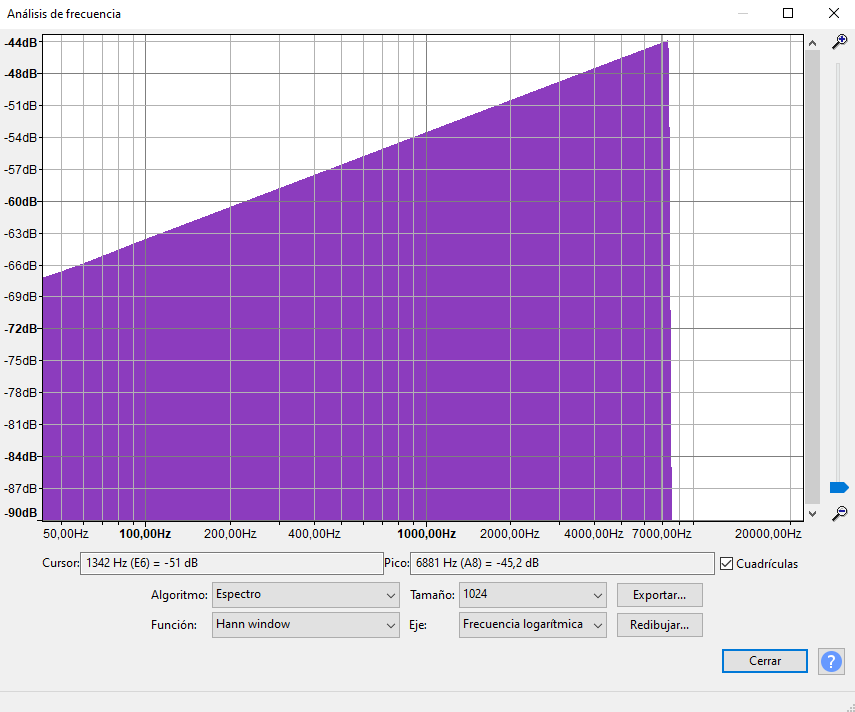 Análisis de frecuencia
-44dB
-48dB
-51dB
-54dB
-57dB
-60dB
-63dB
-66dB
-69dB
-72dB
-75dB
-78dB
-81dB
-84dB
-87dB
-90dB
50,00Hz 100,00Hz 200,00Hz 400,00Hz 1000,00Hz 2000,00Hz 4000,00Hz 7000,00Hz 20000,00Hz
Cursor: 1342 Hz (E6) = -51 dB Pico: 6881 Hz (A8) = -45,2 dB Cuadrículas
Algoritmo: Espectro Tamaño: 1024 Exportar...
Función: Hann window Eje: Frecuencia logarítmica Redibujar...
Cerrar ?